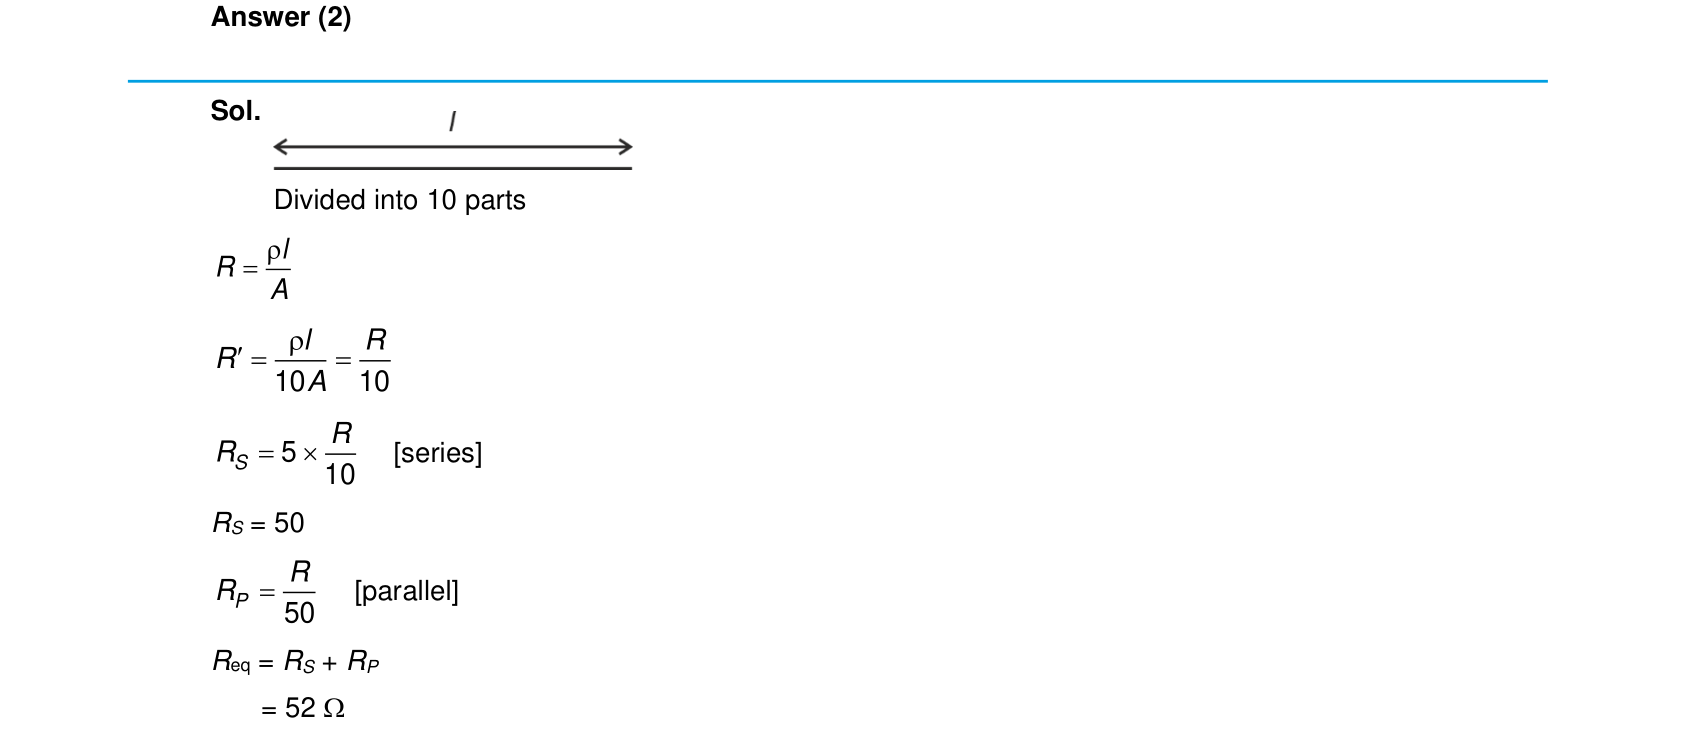 Answer (2)
Sol.
l
Divided into 10 parts
R = ρl/A
R′ = ρl/10A = R/10
R_S = 5 × R/10 [series]
R_S = 50
R_P = R/50 [parallel]
R_eq = R_S + R_P
= 52 Ω